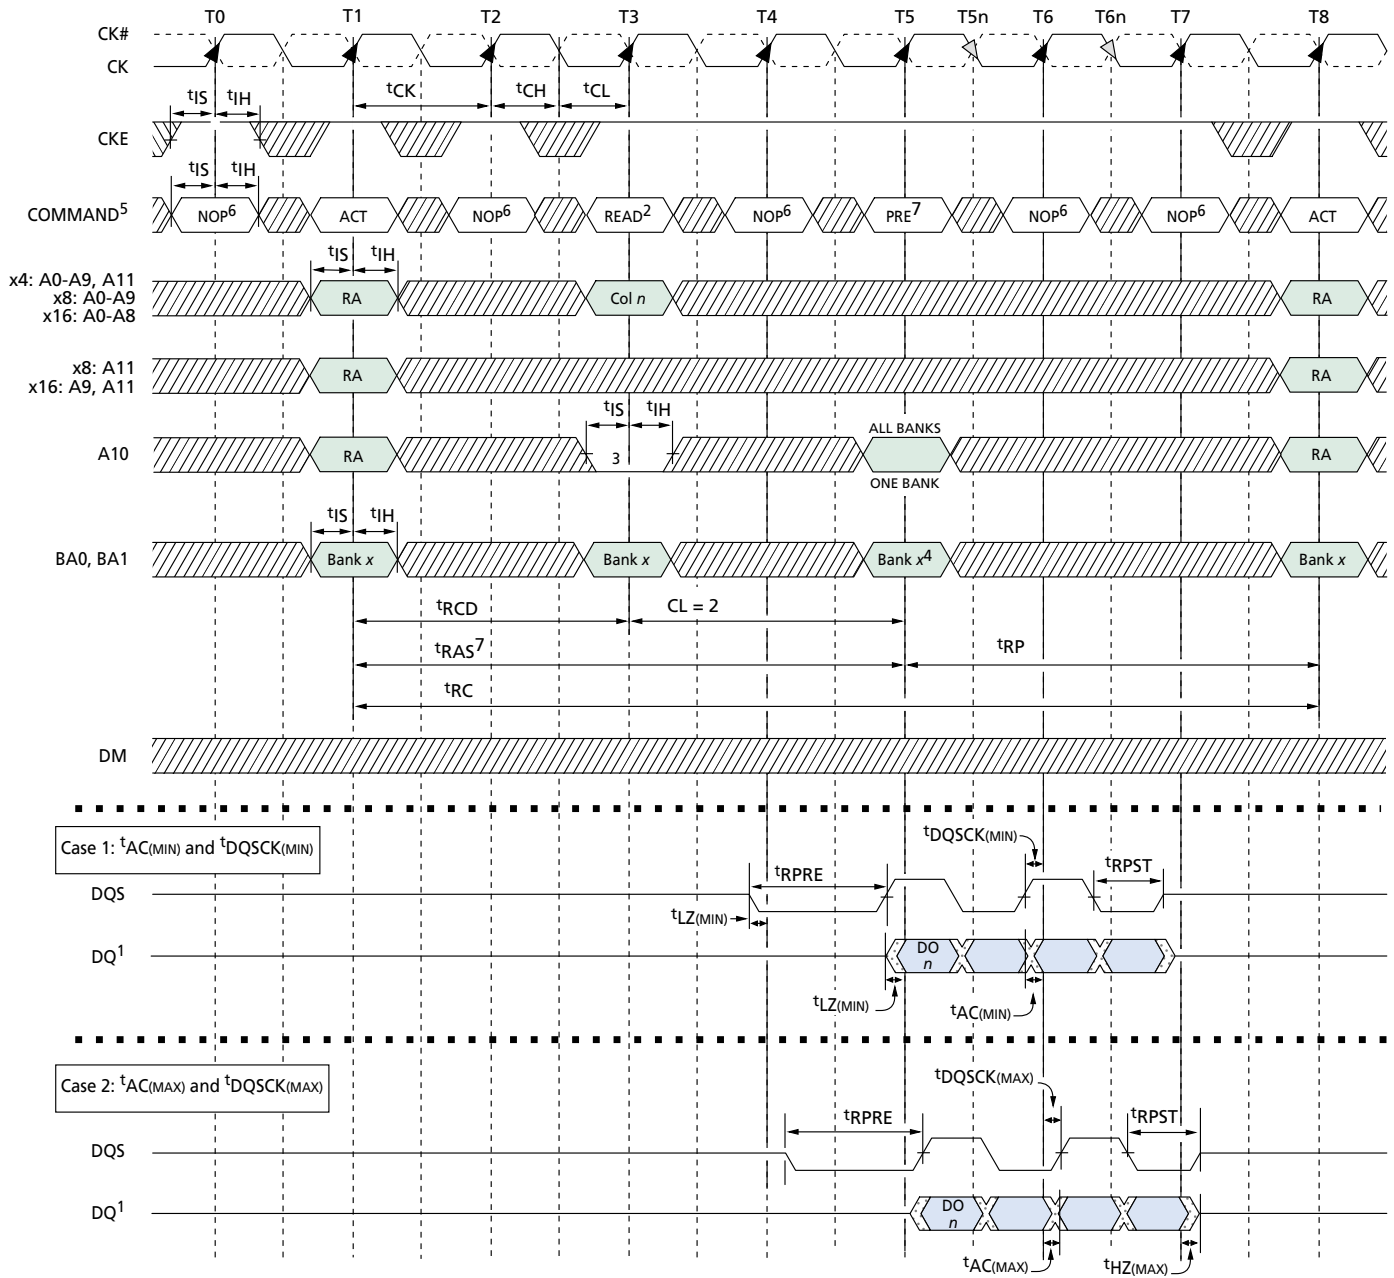 T0 T1 T2 T3 T4 T5 T5n T6 T6n T7 T8
CK#
CK
tCK tCH tCL
tIS tIH
CKE
tIS tIH
COMMAND5 NOP6 ACT NOP6 READ2 NOP6 PRE7 NOP6 NOP6 ACT
tIS tIH
x4: A0-A9, A11
x8: A0-A9
x16: A0-A8
RA Col n RA
x8: A11
x16: A9, A11
RA RA
tIS tIH
ALL BANKS
A10 RA 3 RA
ONE BANK
tIS tIH
BA0, BA1 Bank x Bank x Bank x4 Bank x
tRCD CL = 2
tRAS7 tRP
tRC
DM
Case 1: tAC(MIN) and tDQSCK(MIN)
tDQSCK(MIN)
tRPRE tRPST
DQS
tLZ(MIN)
DQ1 DO
n
tLZ(MIN) tAC(MIN)
Case 2: tAC(MAX) and tDQSCK(MAX)
tDQSCK(MAX)
tRPRE tRPST
DQS
DQ1 DO
n
tAC(MAX) tHZ(MAX)